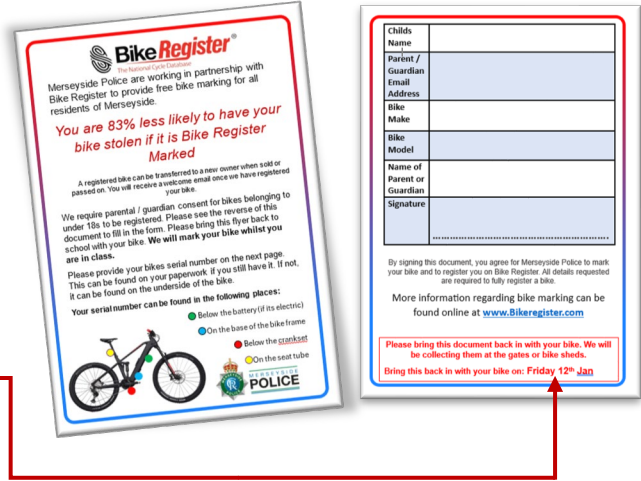 BikeRegister®
The National Cycle Database
Merseyside Police are working in partnership with
Bike Register to provide free bike marking for all
residents of Merseyside.
You are 83% less likely to have your
bike stolen if it is Bike Register
Marked
A registered bike can be transferred to a new owner when sold or
passed on. You will receive a welcome email once we have registered
your bike.
We require parental / guardian consent for bikes belonging to
under 18s to be registered. Please see the reverse of this
document to fill in the form. Please bring this flyer back to
school with your bike. We will mark your bike whilst you
are in class.
Please provide your bikes serial number on the next page.
This can be found on your paperwork if you still have it. If not,
it can be found on the underside of the bike.
Your serial number can be found in the following places:
Below the battery (if its electric)
On the base of the bike frame
Below the crankset
On the seat tube
MERSEYSIDE
POLICE
Childs
Name
Parent /
Guardian
Email
Address
Bike
Make
Bike
Model
Name of
Parent or
Guardian
Signature
By signing this document, you agree for Merseyside Police to mark
your bike and to register you on Bike Register. All details requested
are required to fully register a bike.
More information regarding bike marking can be
found online at www.Bikeregister.com
Please bring this document back in with your bike. We will
be collecting them at the gates or bike sheds.
Bring this back in with your bike on: Friday 12th Jan